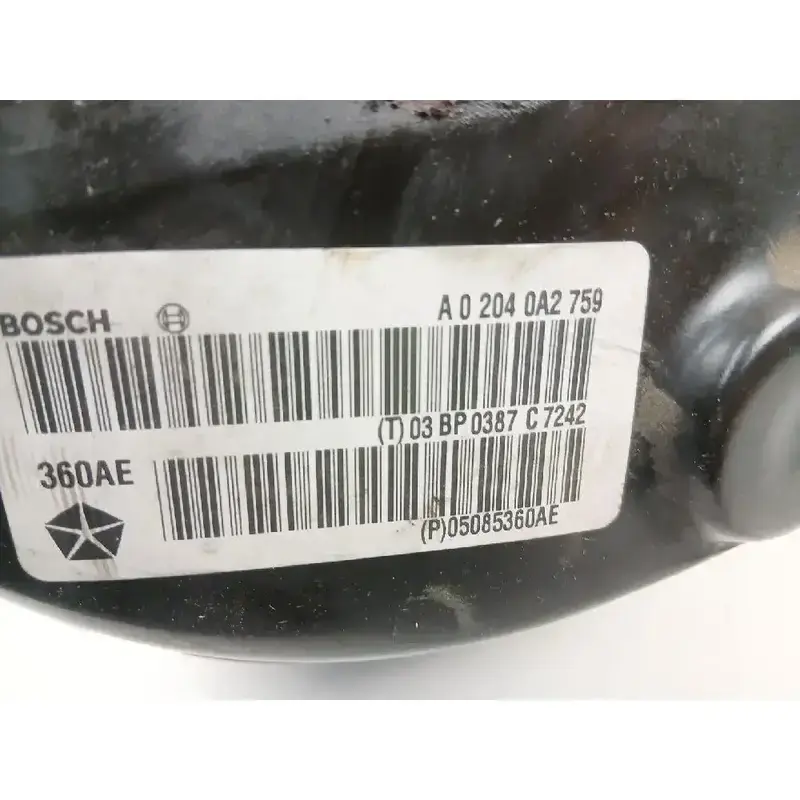 BOSCH
A 0 204 0A2 759
(T) 03 BP 0387 C 7242
360AE
(P)05085360AE